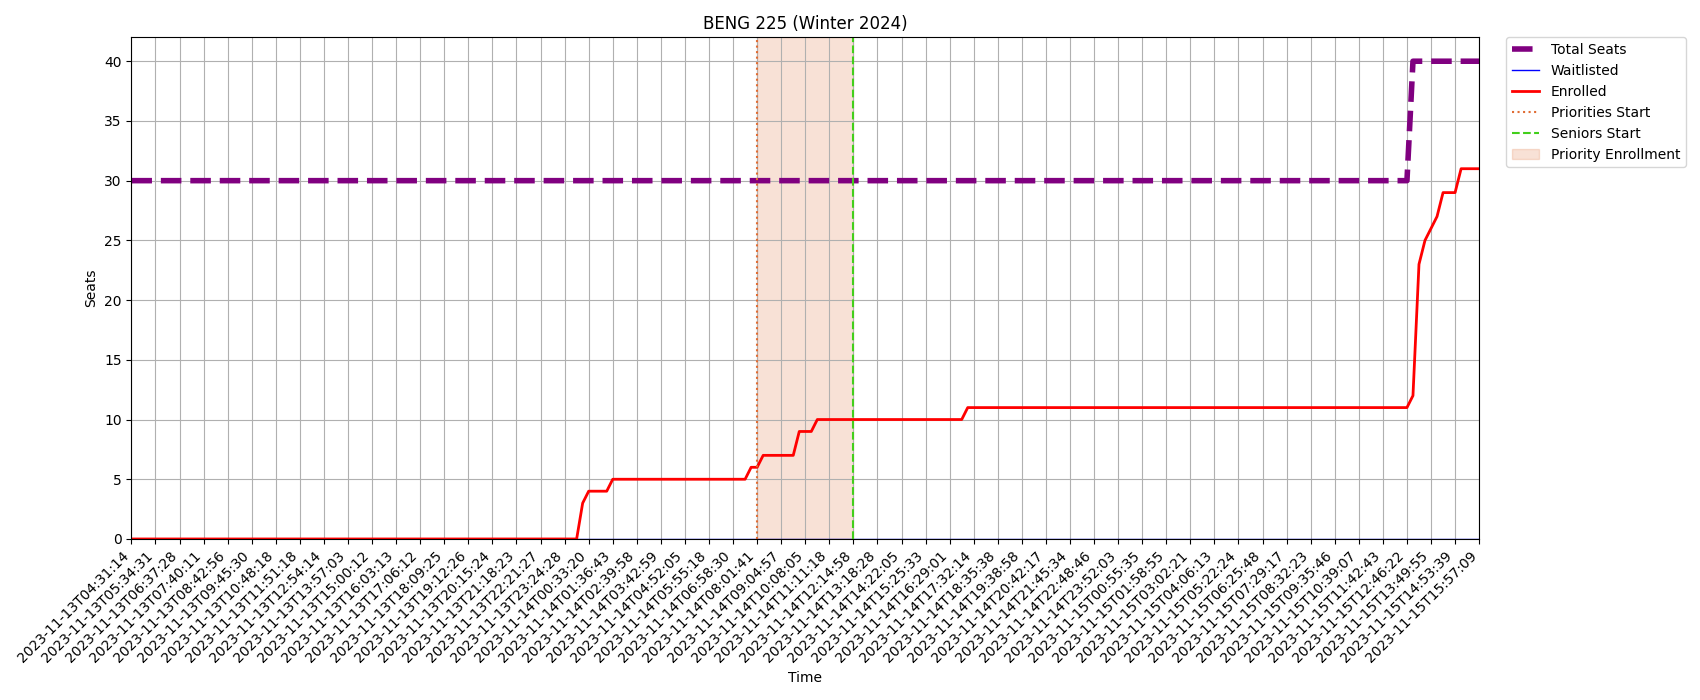 BENG 225 (Winter 2024)
Total Seats
Waitlisted
Enrolled
Priorities Start
Seniors Start
Priority Enrollment
Seats
40
35
30
25
20
15
10
5
0
2023-11-13T04:31:14
2023-11-13T05:34:31
2023-11-13T06:37:28
2023-11-13T07:40:11
2023-11-13T08:42:56
2023-11-13T09:45:30
2023-11-13T10:48:18
2023-11-13T11:51:18
2023-11-13T12:54:14
2023-11-13T13:57:03
2023-11-13T15:00:12
2023-11-13T16:03:13
2023-11-13T17:06:12
2023-11-13T18:09:25
2023-11-13T19:12:26
2023-11-13T20:15:24
2023-11-13T21:18:23
2023-11-13T22:21:27
2023-11-13T23:24:28
2023-11-14T00:33:20
2023-11-14T01:36:43
2023-11-14T02:39:58
2023-11-14T03:42:59
2023-11-14T04:52:05
2023-11-14T05:55:18
2023-11-14T06:58:30
2023-11-14T08:01:41
2023-11-14T09:04:57
2023-11-14T10:08:05
2023-11-14T11:11:18
2023-11-14T12:14:58
2023-11-14T13:18:28
2023-11-14T14:22:05
2023-11-14T15:25:33
2023-11-14T16:29:01
2023-11-14T17:32:14
2023-11-14T18:35:38
2023-11-14T19:38:58
2023-11-14T20:42:17
2023-11-14T21:45:34
2023-11-14T22:48:46
2023-11-14T23:52:03
2023-11-15T00:55:35
2023-11-15T01:58:55
2023-11-15T03:02:21
2023-11-15T04:06:13
2023-11-15T05:22:24
2023-11-15T06:25:48
2023-11-15T07:29:17
2023-11-15T08:32:23
2023-11-15T09:35:46
2023-11-15T10:39:07
2023-11-15T11:42:43
2023-11-15T12:46:22
2023-11-15T13:49:55
2023-11-15T14:53:39
2023-11-15T15:57:09
Time